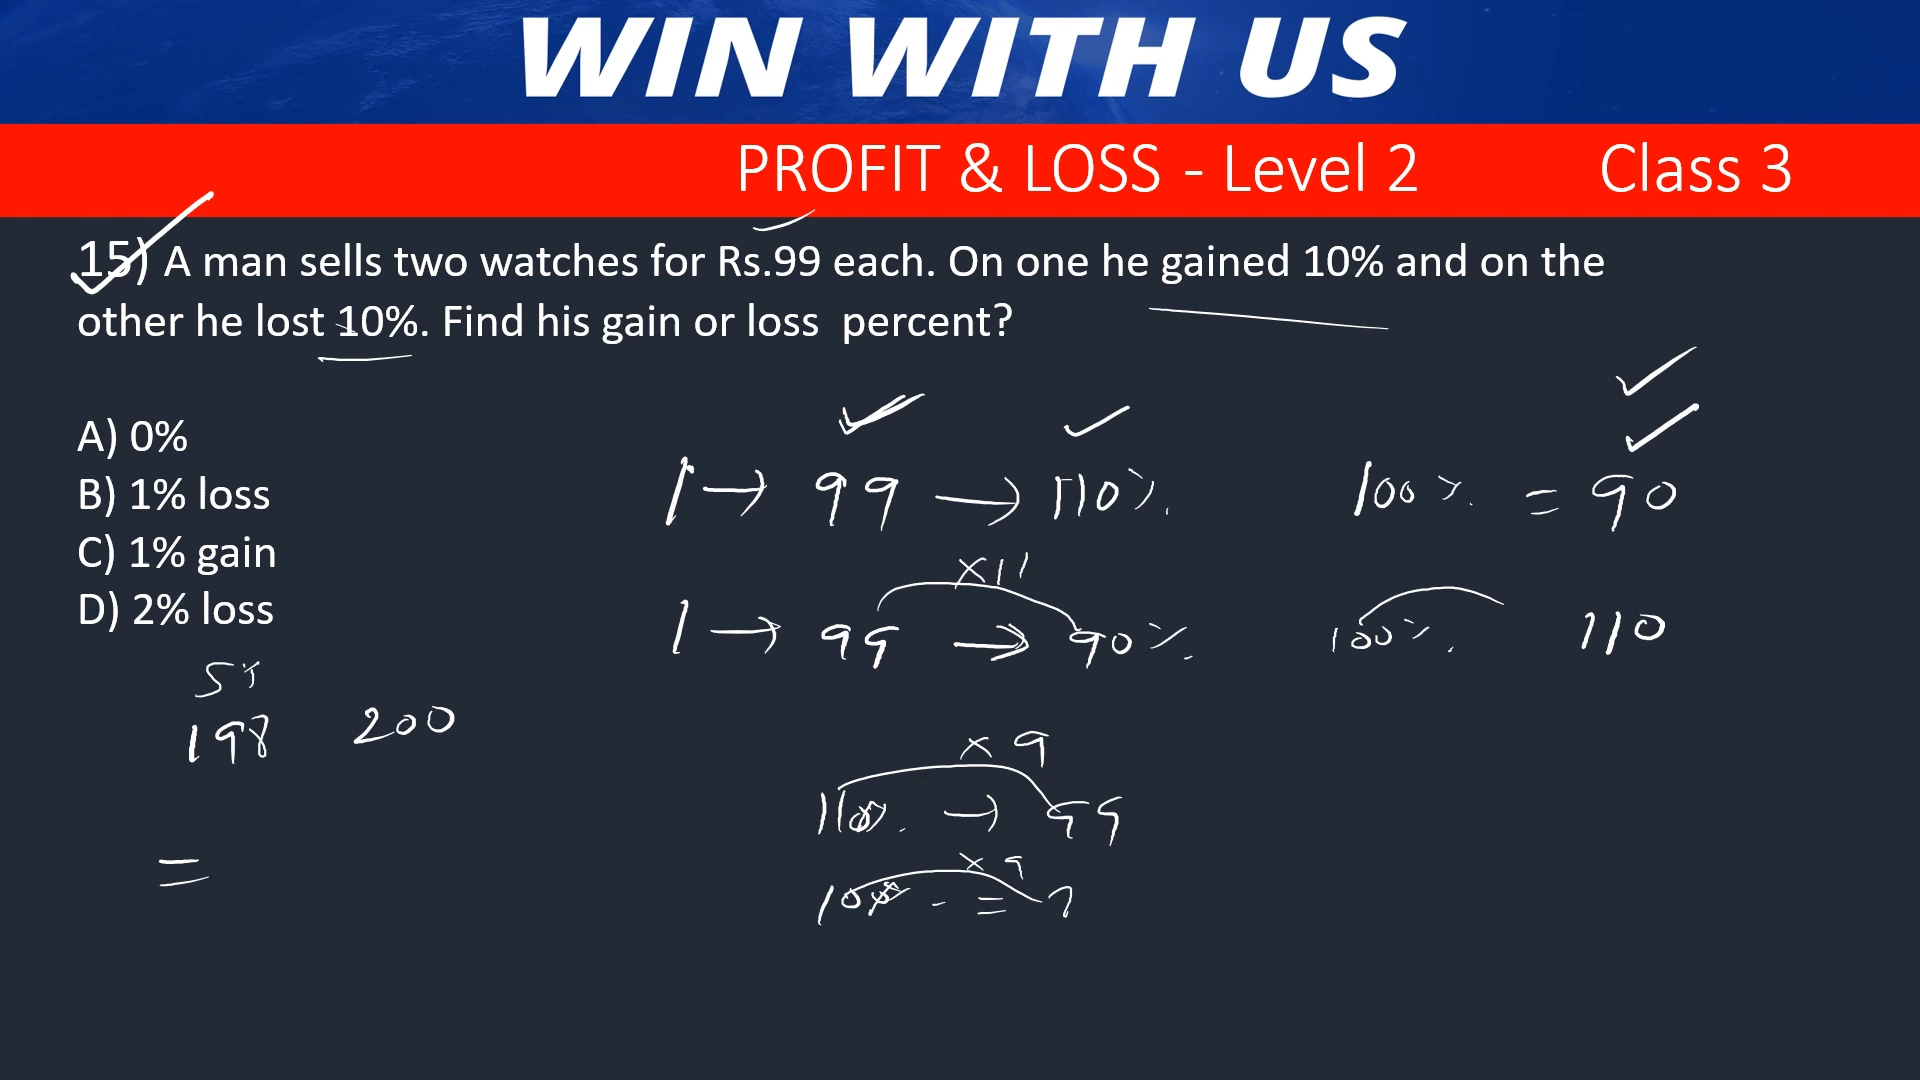 WIN WITH US
PROFIT & LOSS - Level 2 Class 3
15) A man sells two watches for Rs.99 each. On one he gained 10% and on the
other he lost 10%. Find his gain or loss percent?
A) 0%
B) 1% loss
C) 1% gain
D) 2% loss
1 → 99 → 110% 100% = 90
×11
1 → 99 → 90% 100% 110
198 200
× 9
110% → 99
× 9
100% = ?
=